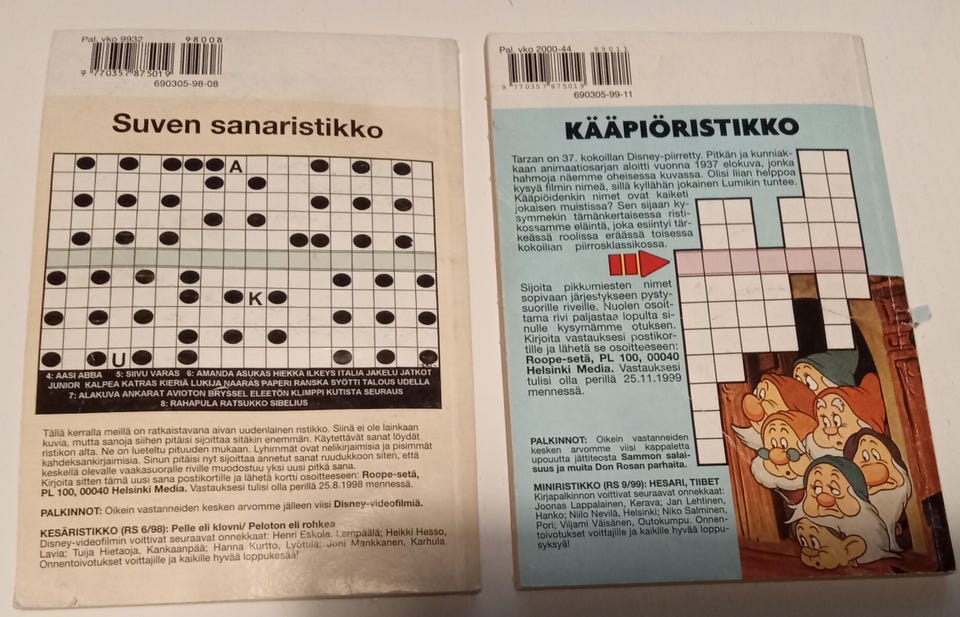 Pal. vko 9932
98008
9 770357 875019
690305-98-08
Suven sanaristikko
A
K
U
4: AASI ABBA 5: SIIVU VARAS 6: AMANDA ASUKAS HIEKKA ILKEYS ITALIA JAKELU JATKOT
JUNIOR KALPEA KATRAS KIERIÄ LUKIJA NAARAS PAPERI RANSKA SYÖTTI TALOUS UDELLA
7: ALAKUVA ANKARAT AVIOTON BRYSSEL ELEETÖN KLIMPPI KUTISTA SEURAUS
8: RAHAPULA RATSUKKO SIBELIUS
Tällä kerralla meillä on ratkaistavana aivan uudenlainen ristikko. Siinä ei ole lainkaan
kuvia, mutta sanoja siihen pitäisi sijoittaa sitäkin enemmän. Käytettävät sanat löydät
ristikon alta. Ne on lueteltu pituuden mukaan. Lyhimmät ovat nelikirjaimisia ja pisimmät
kahdeksankirjaimisia. Sinun pitäisi nyt sijoittaa annetut sanat ruudukkoon siten, että
keskellä olevalle vaakasuoralle riville muodostuu yksi uusi pitkä sana.
Kirjoita sitten tämä uusi sana postikortille ja lähetä kortti osoitteeseen: Roope-setä,
PL 100, 00040 Helsinki Media. Vastauksesi tulisi olla perillä 25.8.1998 mennessä.
PALKINNOT: Oikein vastanneiden kesken arvomme jälleen viisi Disney-videofilmiä.
KESÄRISTIKKO (RS 6/98): Pelle eli klovni/ Peloton eli rohkea
Disney-videofilmin voittivat seuraavat onnekkaat: Henri Eskola, Lempäälä; Heikki Hesso,
Lavia; Tuija Hietaoja, Kankaanpää; Hanna Kurtto, Lyöttilä; Joni Mankkanen, Karhula.
Onnentoivotukset voittajille ja kaikille hyvää loppukesää!
Pal. vko 2000-44
99011
9 770357 875019
690305-99-11
KÄÄPIÖRISTIKKO
Tarzan on 37. kokoillan Disney-piirretty. Pitkän ja kunniak-
kaan animaatiosarjan aloitti vuonna 1937 elokuva, jonka
hahmoja näemme oheisessa kuvassa. Olisi liian helppoa
kysyä filmin nimeä, sillä kyllähän jokainen Lumikin tuntee.
Kääpiöidenkin nimet ovat kaiketi
jokaisen muistissa? Sen sijaan ky-
symmekin tämänkertaisessa risti-
kossamme eläintä, joka esiintyi tär-
keässä roolissa eräässä toisessa
kokoillan piirrosklassikossa.
Sijoita pikkumiesten nimet
sopivaan järjestykseen pysty-
suorille riveille. Nuolen osoit-
tama rivi paljastaa lopulta si-
nulle kysymämme otuksen.
Kirjoita vastauksesi postikor-
tille ja lähetä se osoitteeseen:
Roope-setä, PL 100, 00040
Helsinki Media. Vastauksesi
tulisi olla perillä 25.11.1999
mennessä.
PALKINNOT: Oikein vastanneiden
kesken arvomme viisi kappaletta
upouutta jättiteosta Sammon salai-
suus ja muita Don Rosan parhaita.
MINIRISTIKKO (RS 9/99): HESARI, TIIBET
Kirjapalkinnon voittivat seuraavat onnekkaat:
Joonas Lappalainen, Kerava; Jan Lehtinen,
Hanko; Niilo Nevilä, Helsinki; Niko Salminen,
Pori; Viljami Väisänen, Outokumpu. Onnen-
toivotukset voittajille ja kaikille hyvää loppu-
syksyä!